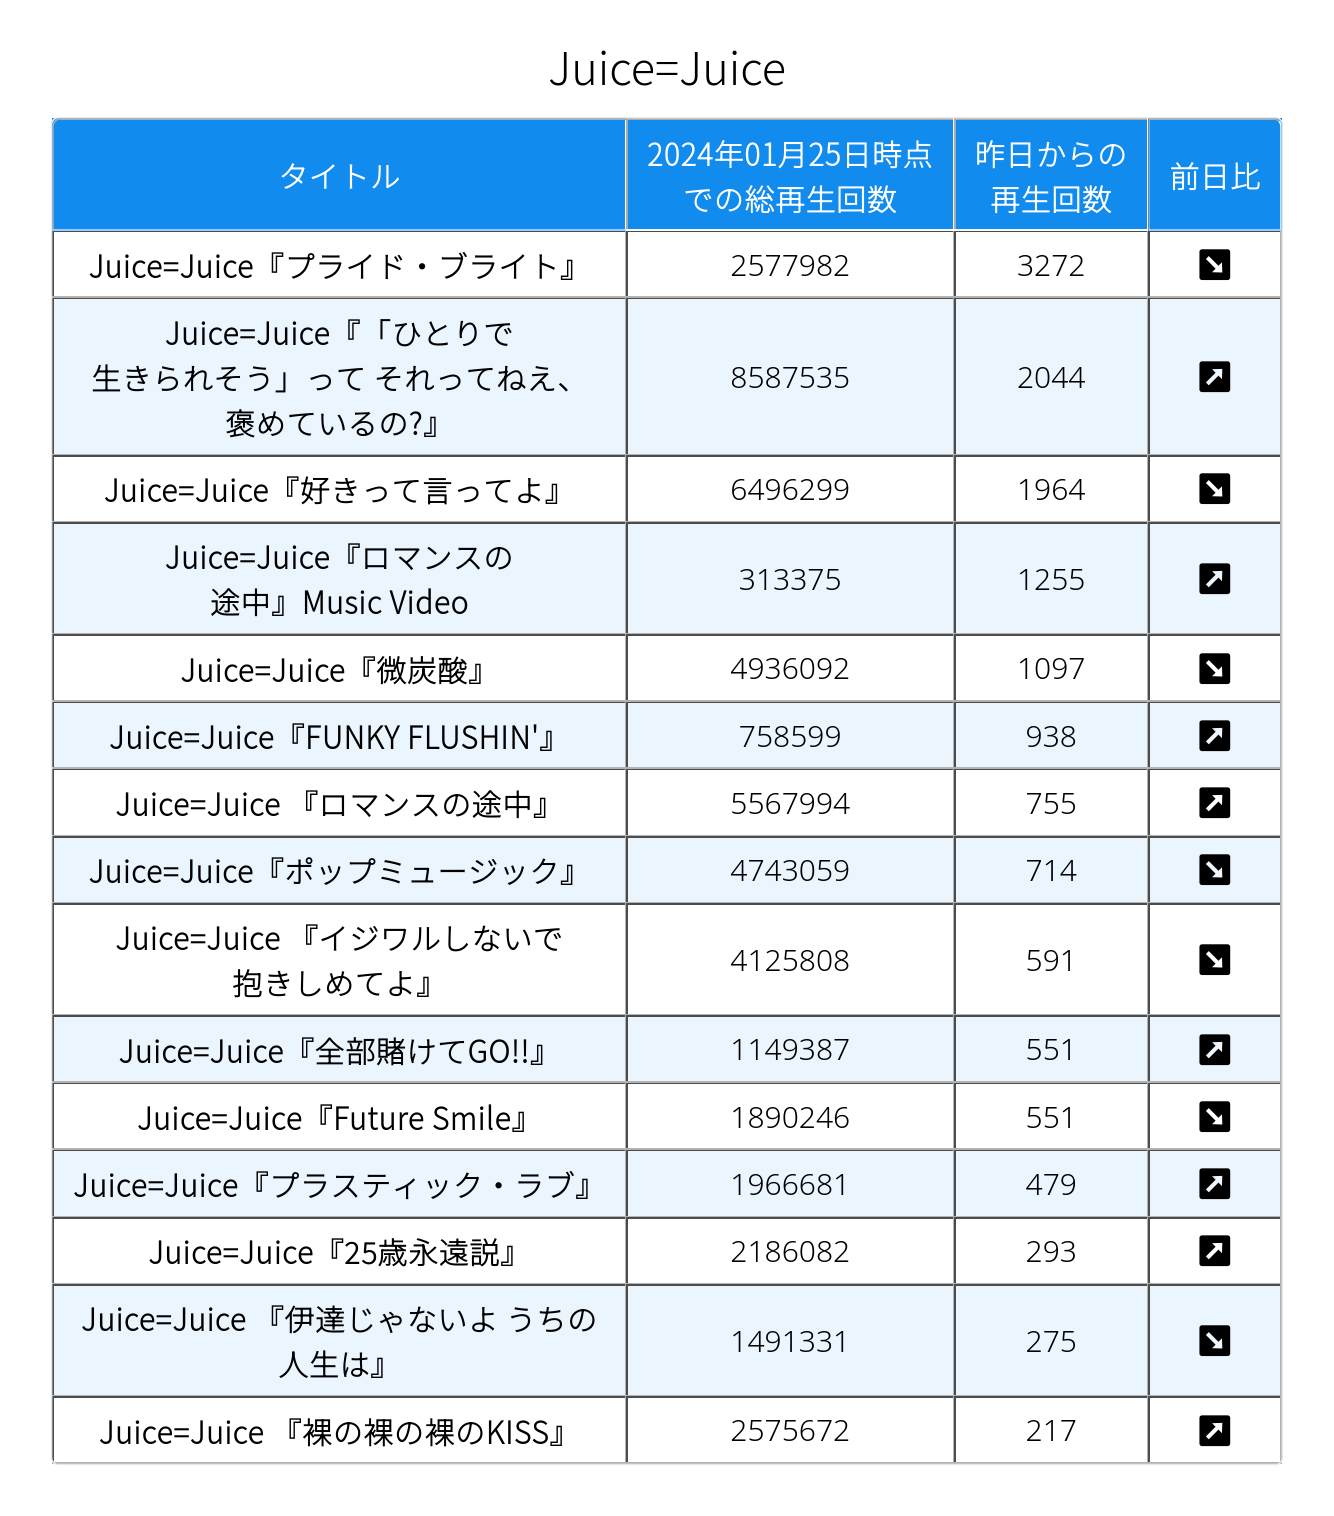 Juice=Juice
タイトル
2024年01月25日時点
での総再生回数
昨日からの
再生回数
前日比
Juice=Juice『プライド・ブライト』
2577982
3272
↘
Juice=Juice『「ひとりで
生きられそう」って それってねえ、
褒めているの?』
8587535
2044
↗
Juice=Juice『好きって言ってよ』
6496299
1964
↘
Juice=Juice『ロマンスの
途中』Music Video
313375
1255
↗
Juice=Juice『微炭酸』
4936092
1097
↘
Juice=Juice『FUNKY FLUSHIN'』
758599
938
↗
Juice=Juice 『ロマンスの途中』
5567994
755
↗
Juice=Juice『ポップミュージック』
4743059
714
↘
Juice=Juice 『イジワルしないで
抱きしめてよ』
4125808
591
↘
Juice=Juice『全部賭けてGO!!』
1149387
551
↗
Juice=Juice『Future Smile』
1890246
551
↘
Juice=Juice『プラスティック・ラブ』
1966681
479
↗
Juice=Juice『25歳永遠説』
2186082
293
↗
Juice=Juice 『伊達じゃないよ うちの
人生は』
1491331
275
↘
Juice=Juice 『裸の裸の裸のKISS』
2575672
217
↗